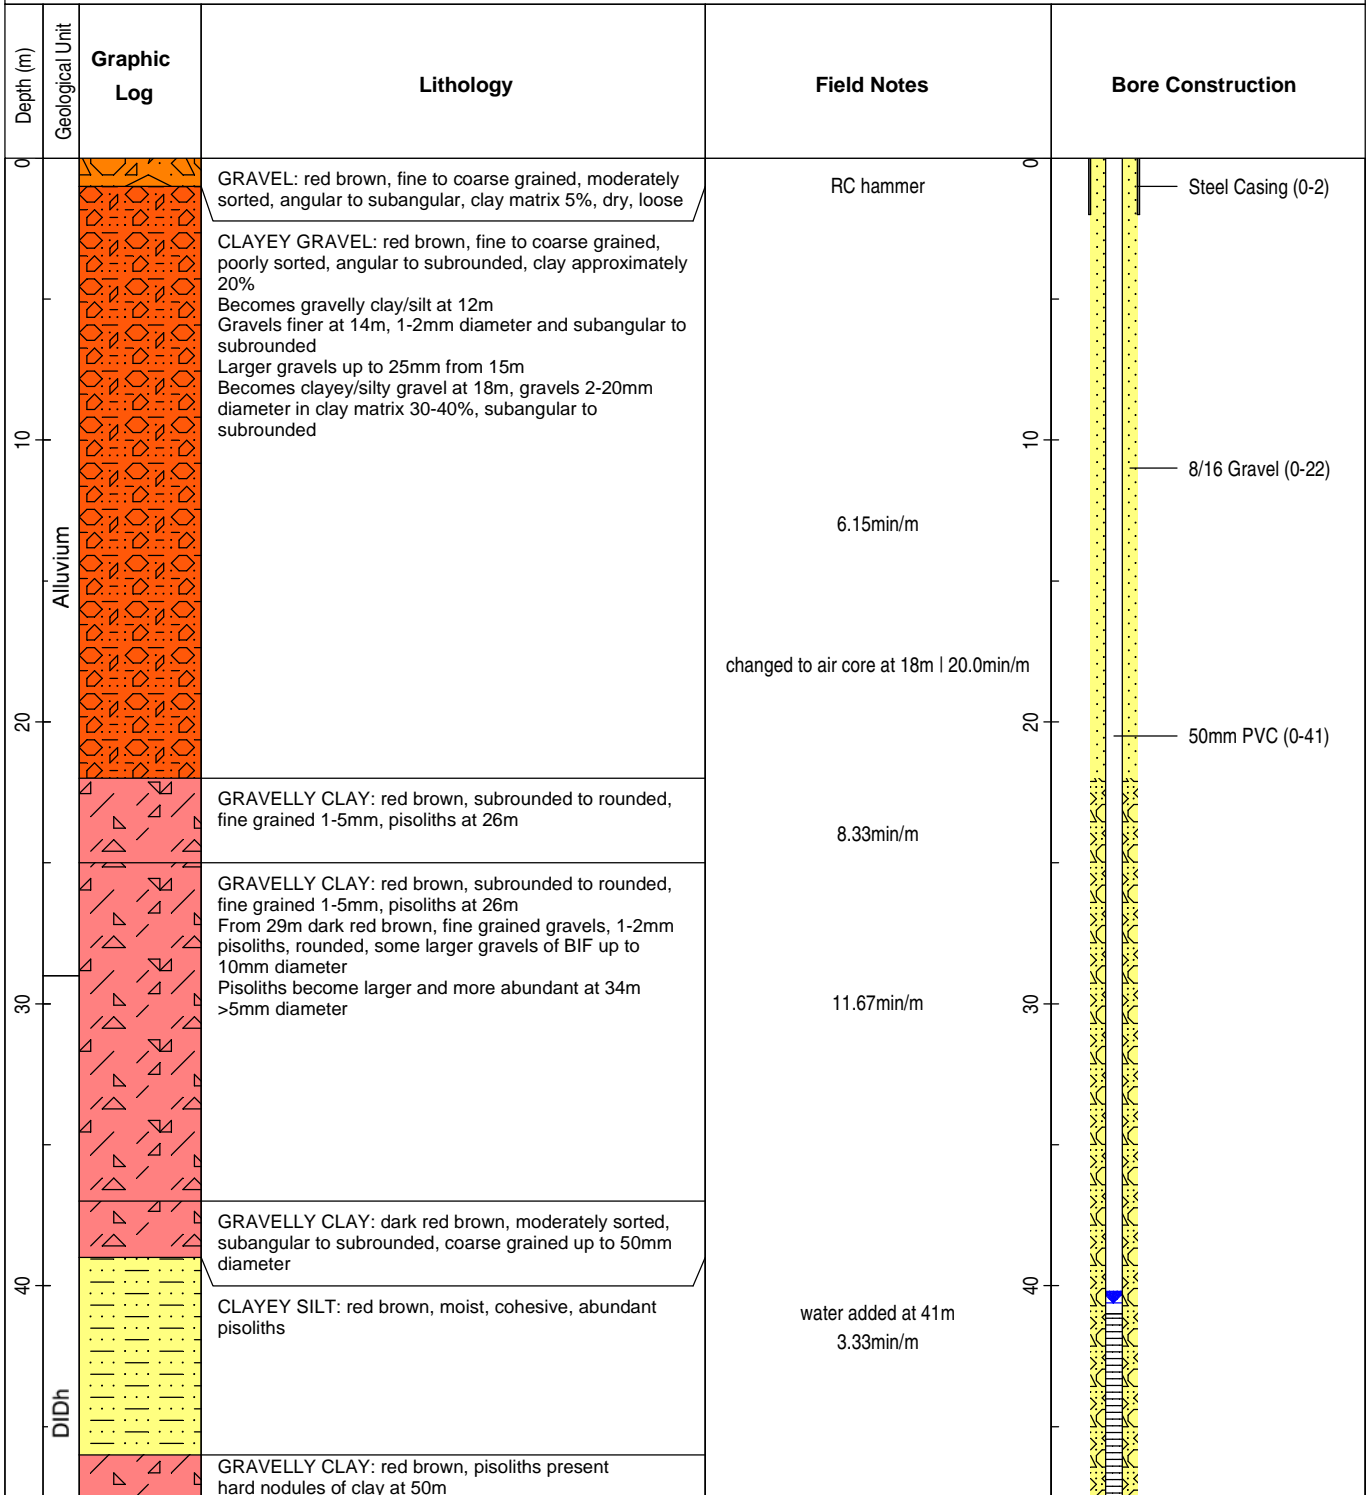 Depth (m)
Geological Unit
Graphic
Log
Lithology
Field Notes
Bore Construction
0
GRAVEL: red brown, fine to coarse grained, moderately
sorted, angular to subangular, clay matrix 5%, dry, loose
RC hammer
0
Steel Casing (0-2)
CLAYEY GRAVEL: red brown, fine to coarse grained,
poorly sorted, angular to subrounded, clay approximately
20%
Becomes gravelly clay/silt at 12m
Gravels finer at 14m, 1-2mm diameter and subangular to
subrounded
Larger gravels up to 25mm from 15m
Becomes clayey/silty gravel at 18m, gravels 2-20mm
diameter in clay matrix 30-40%, subangular to
subrounded
10
10
8/16 Gravel (0-22)
6.15min/m
Alluvium
changed to air core at 18m | 20.0min/m
20
20
50mm PVC (0-41)
GRAVELLY CLAY: red brown, subrounded to rounded,
fine grained 1-5mm, pisoliths at 26m
8.33min/m
GRAVELLY CLAY: red brown, subrounded to rounded,
fine grained 1-5mm, pisoliths at 26m
From 29m dark red brown, fine grained gravels, 1-2mm
pisoliths, rounded, some larger gravels of BIF up to
10mm diameter
Pisoliths become larger and more abundant at 34m
>5mm diameter
30
11.67min/m
30
GRAVELLY CLAY: dark red brown, moderately sorted,
subangular to subrounded, coarse grained up to 50mm
diameter
40
40
CLAYEY SILT: red brown, moist, cohesive, abundant
pisoliths
water added at 41m
3.33min/m
DIDh
GRAVELLY CLAY: red brown, pisoliths present
hard nodules of clay at 50m